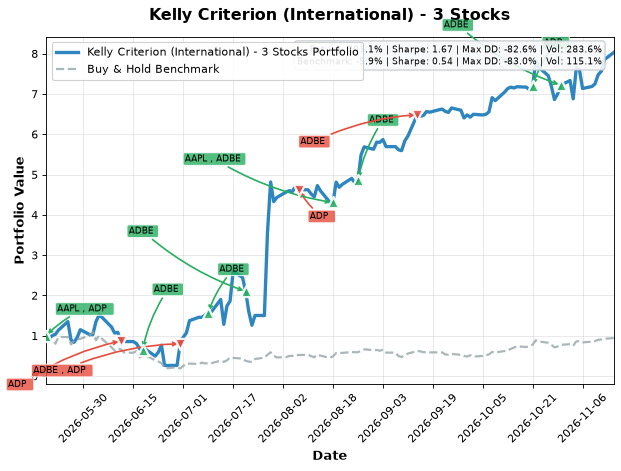 Kelly Criterion (International) - 3 Stocks
ADBE
Kelly Criterion (International) - 3 Stocks Portfolio
Buy & Hold Benchmark
.1% | Sharpe: 1.67 | Max DD: -82.6% | Vol: 283.6%
.9% | Sharpe: 0.54 | Max DD: -83.0% | Vol: 115.1%
ADBE
ADBE
AAPL , ADBE
ADP
ADBE
ADBE
ADBE
AAPL , ADP
ADBE , ADP
ADP
Portfolio Value
8
7
6
5
4
3
2
1
2026-05-30
2026-06-15
2026-07-01
2026-07-17
2026-08-02
2026-08-18
2026-09-03
2026-09-19
2026-10-05
2026-10-21
2026-11-06
Date